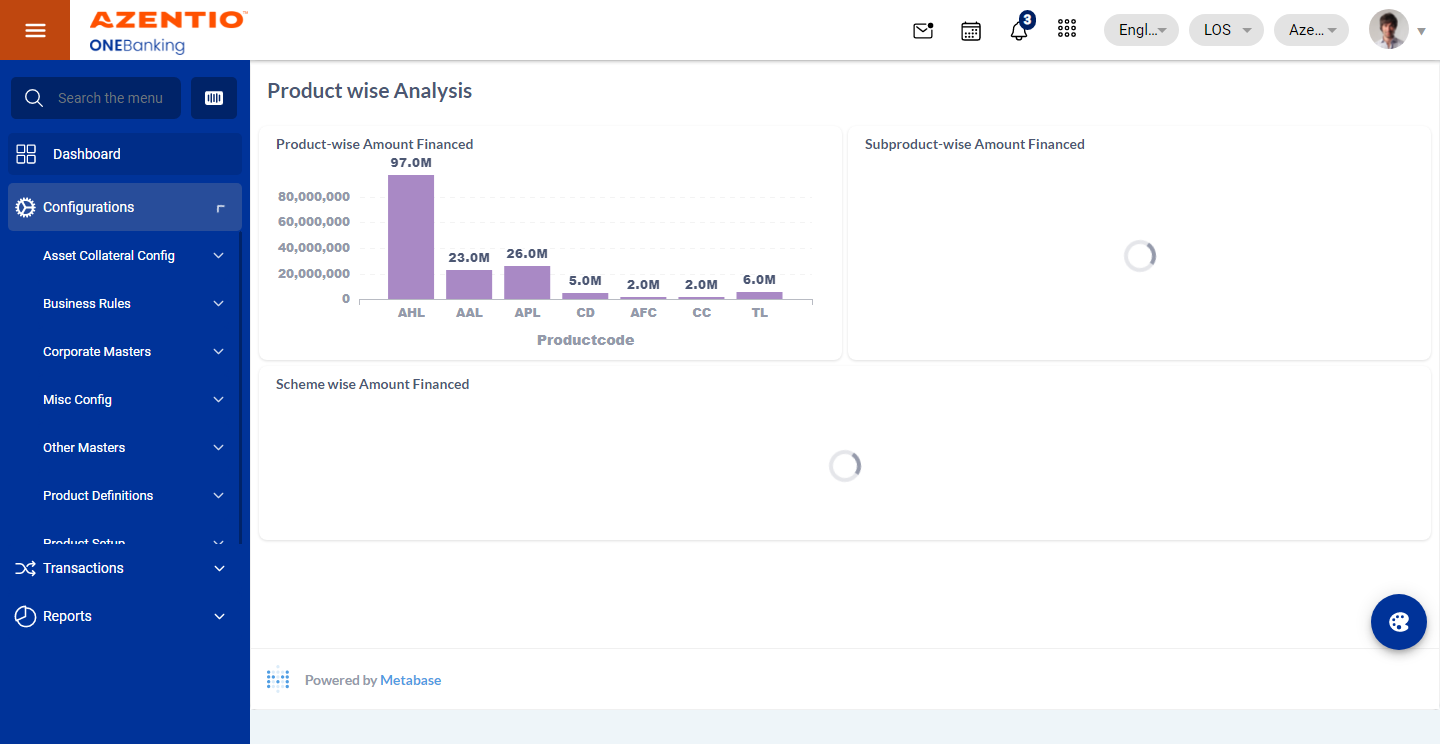 AZENTIO™
ONEBanking
3
Engl...
LOS
Aze...
Search the menu
Dashboard
Configurations
Asset Collateral Config
Business Rules
Corporate Masters
Misc Config
Other Masters
Product Definitions
Product Setup
Transactions
Reports
Product wise Analysis
Product-wise Amount Financed
97.0M
80,000,000
60,000,000
40,000,000
20,000,000
0
23.0M
26.0M
5.0M
2.0M
2.0M
6.0M
AHL AAL APL CD AFC CC TL
Productcode
Subproduct-wise Amount Financed
Scheme wise Amount Financed
Powered by Metabase